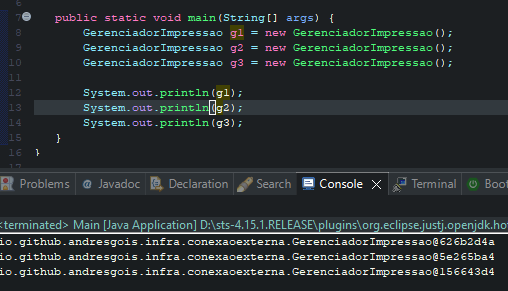 7 public static void main(String[] args) {
8 GerenciadorImpressao g1 = new GerenciadorImpressao();
9 GerenciadorImpressao g2 = new GerenciadorImpressao();
10 GerenciadorImpressao g3 = new GerenciadorImpressao();
11
12 System.out.println(g1);
13 System.out.println(g2);
14 System.out.println(g3);
15 }
16 }
Problems @ Javadoc Declaration Search Console Terminal Boot
<terminated> Main [Java Application] D:\sts-4.15.1.RELEASE\plugins\org.eclipse.justj.openjdk.hot
io.github.andresgois.infra.conexaoexterna.GerenciadorImpressao@626b2d4a
io.github.andresgois.infra.conexaoexterna.GerenciadorImpressao@5e265ba4
io.github.andresgois.infra.conexaoexterna.GerenciadorImpressao@156643d4